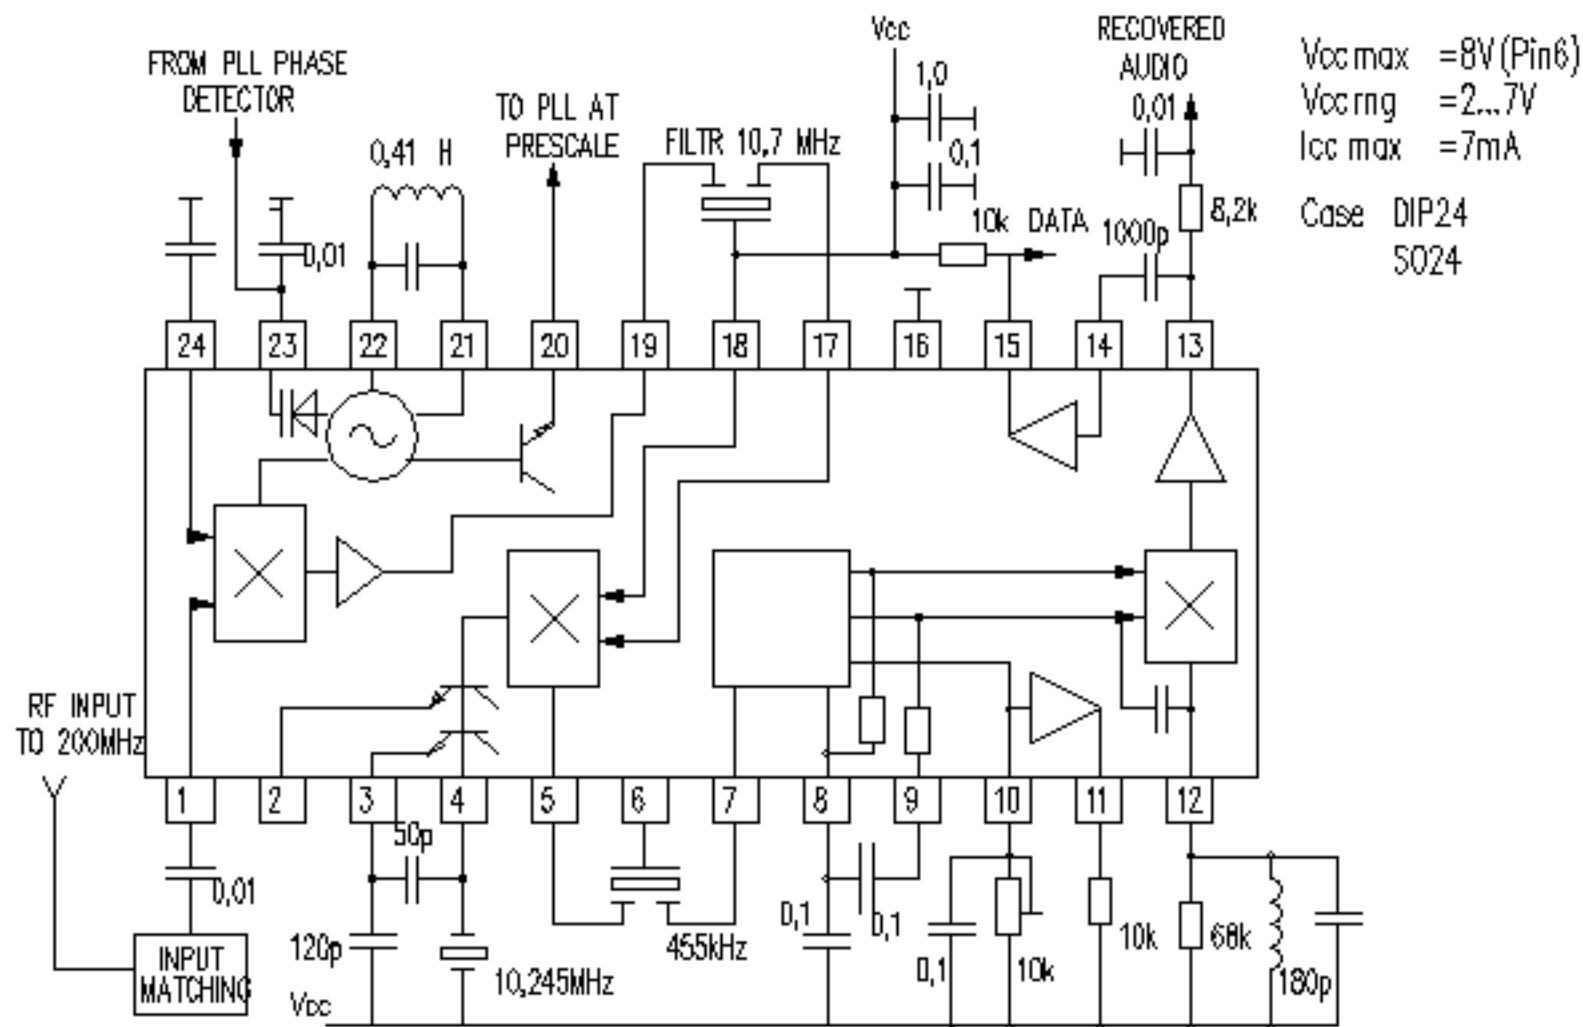 Vcc
RECOVERED
AUDIO
Vcc max =8V (Pin6)
Vcc rng =2...7V
Icc max =7mA
Case DIP24
SO24
FROM PLL PHASE
DETECTOR
TO PLL AT
PRESCALE
0,41 H
FILTR 10,7 MHz
1,0
0,1
0,01
8,2k
10k DATA
1000p
0,01
24 23 22 21 20 19 18 17 16 15 14 13
RF INPUT
TO 200MHz
1 2 3 4 5 6 7 8 9 10 11 12
50p
0,01
120p
10,245MHz
455kHz
0,1
0,1
0,1
10k
10k
68k
180p
INPUT
MATCHING
Vcc